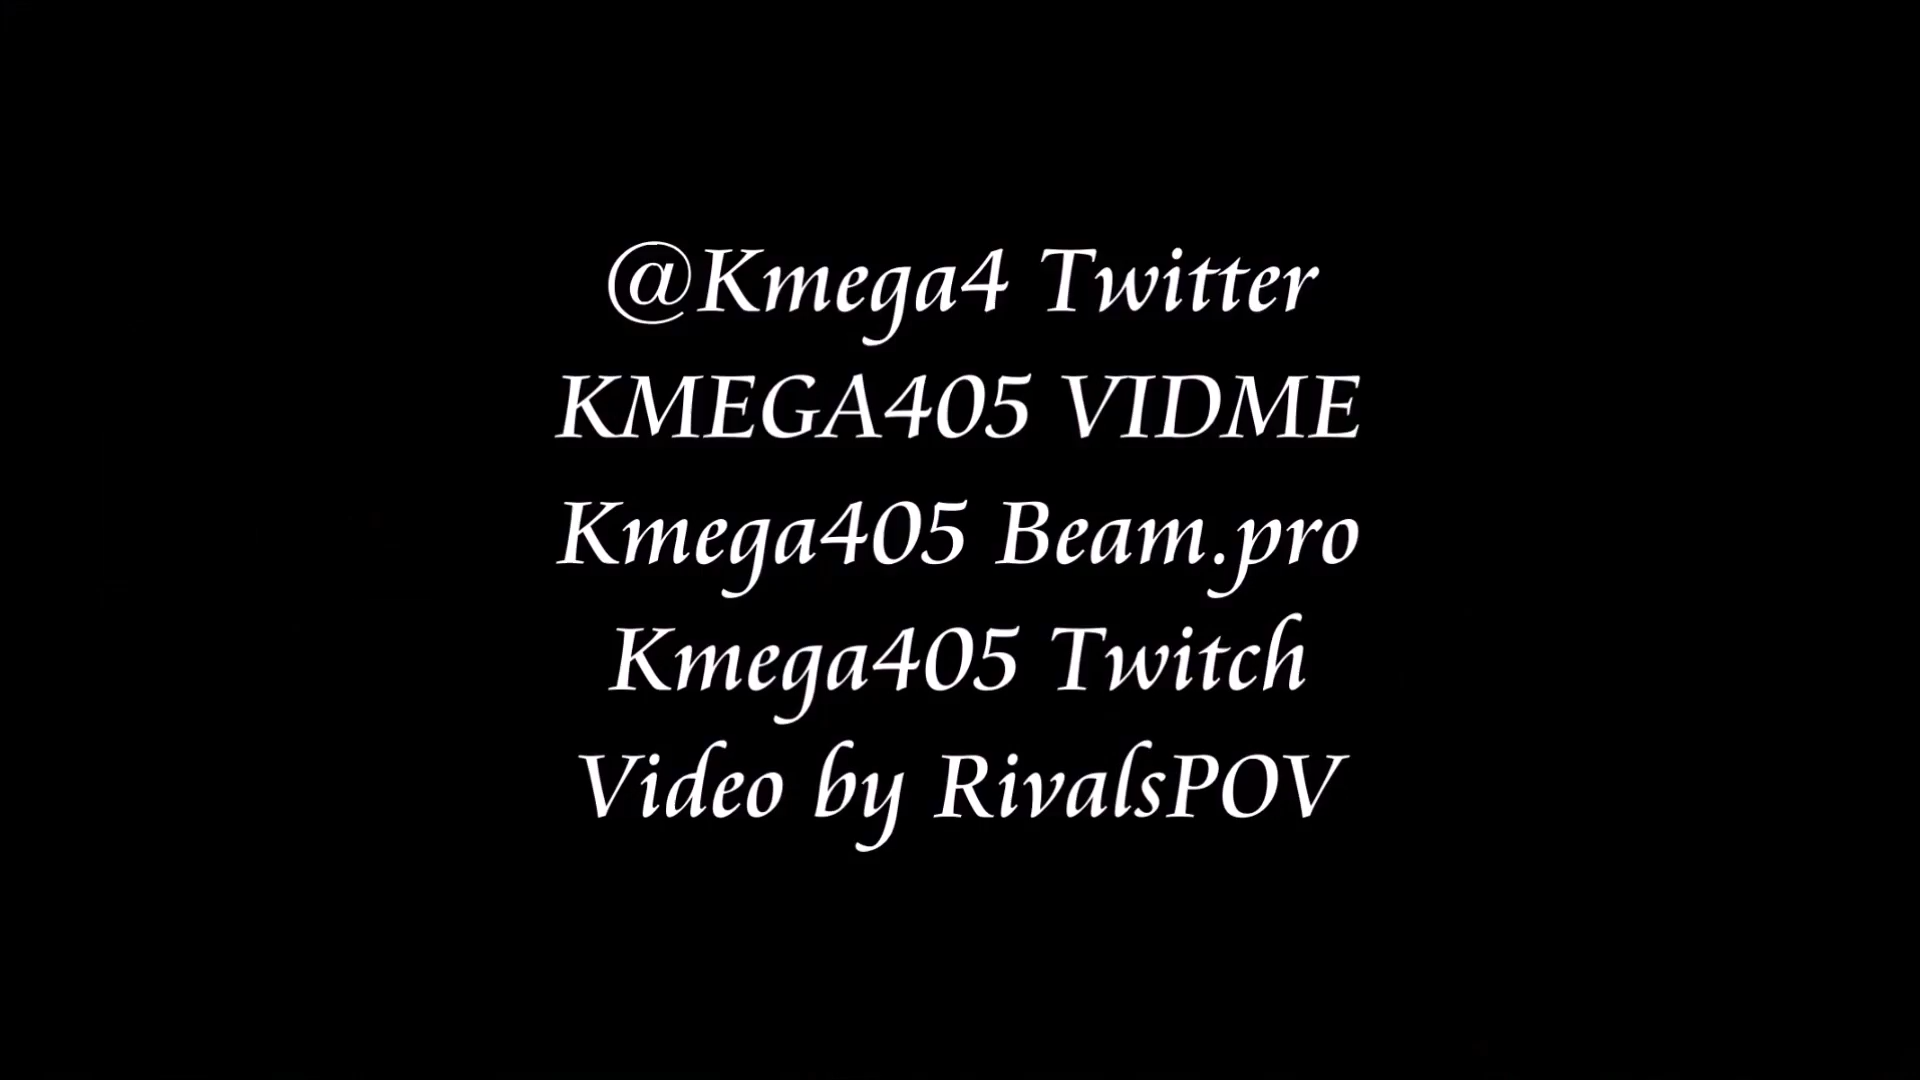 @Kmega4 Twitter
KMEGA405 VIDME
Kmega405 Beam.pro
Kmega405 Twitch
Video by RivalsPOV